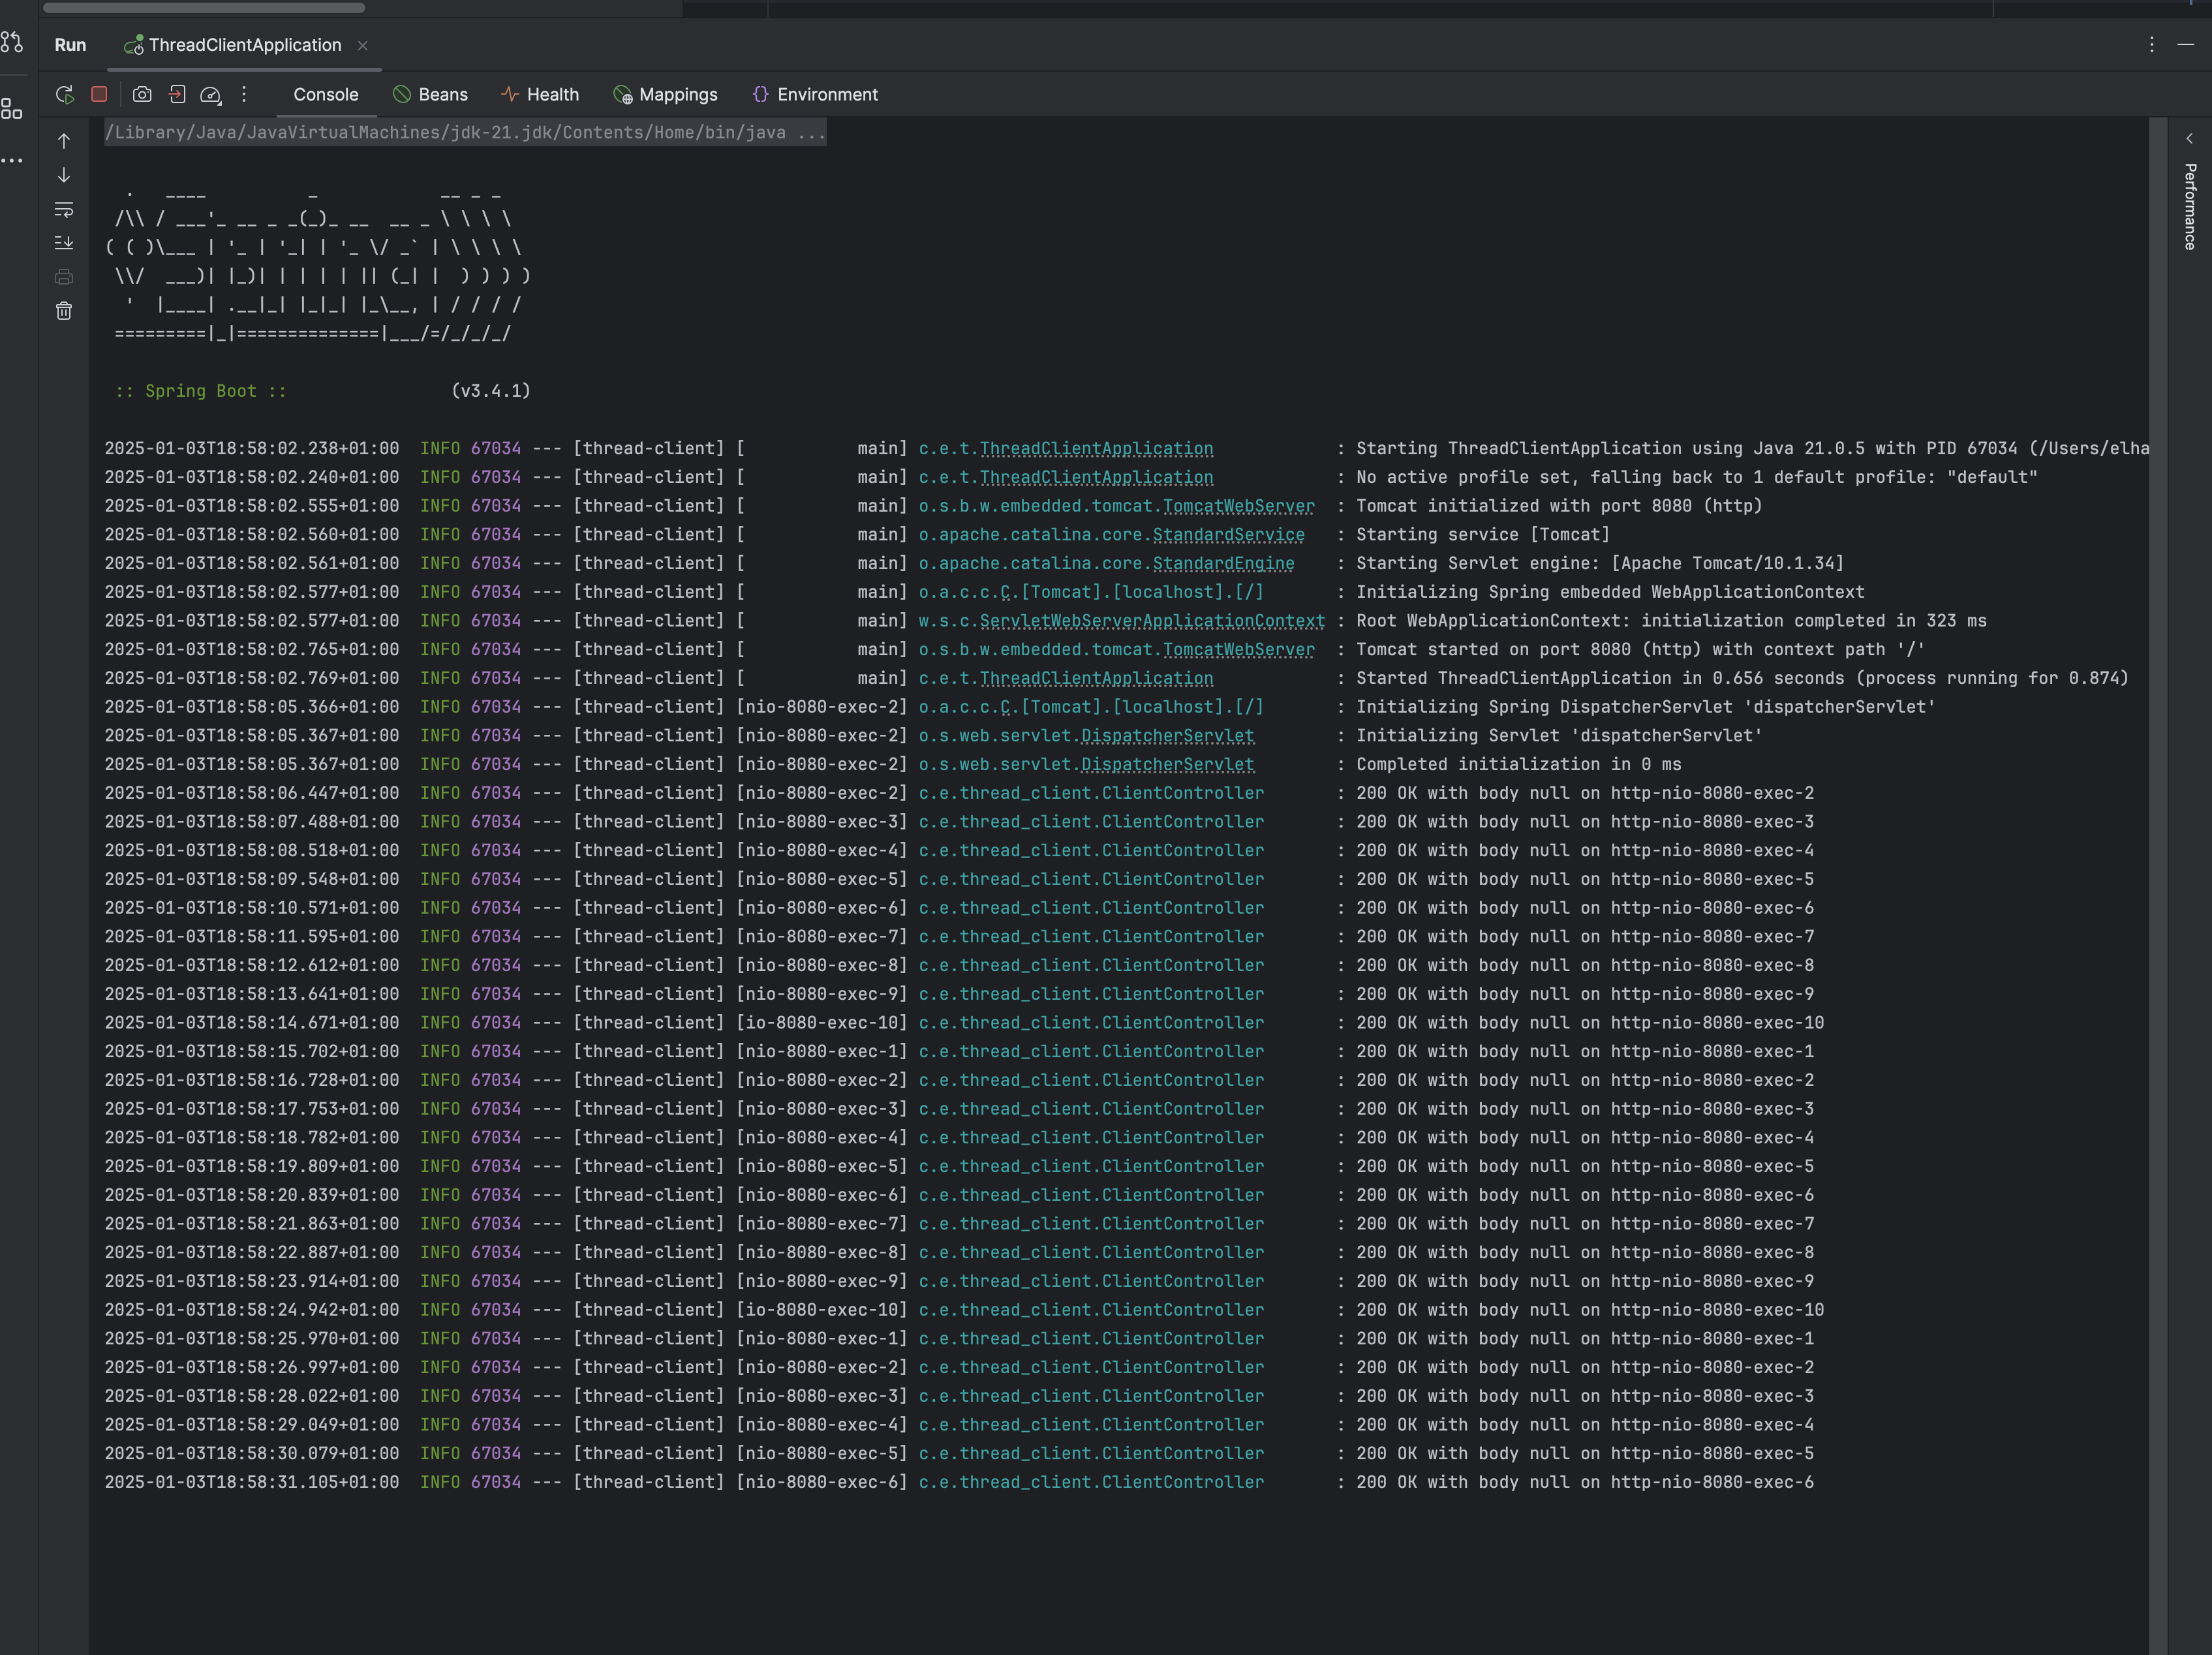 Run ThreadClientApplication
Console Beans Health Mappings Environment
/Library/Java/JavaVirtualMachines/jdk-21.jdk/Contents/Home/bin/java ...
  .   ____          _            __ _ _
 /\\ / ___'_ __ _ _(_)_ __  __ _ \ \ \ \
( ( )\___ | '_ | '_| | '_ \/ _` | \ \ \ \
 \\/  ___)| |_)| | | | | || (_| |  ) ) ) )
  '  |____| .__|_| |_|_| |_\__, | / / / /
 =========|_|==============|___/=/_/_/_/
 :: Spring Boot ::                (v3.4.1)
2025-01-03T18:58:02.238+01:00  INFO 67034 --- [thread-client] [           main] c.e.t.ThreadClientApplication            : Starting ThreadClientApplication using Java 21.0.5 with PID 67034 (/Users/elha
2025-01-03T18:58:02.240+01:00  INFO 67034 --- [thread-client] [           main] c.e.t.ThreadClientApplication            : No active profile set, falling back to 1 default profile: "default"
2025-01-03T18:58:02.555+01:00  INFO 67034 --- [thread-client] [           main] o.s.b.w.embedded.tomcat.TomcatWebServer  : Tomcat initialized with port 8080 (http)
2025-01-03T18:58:02.560+01:00  INFO 67034 --- [thread-client] [           main] o.apache.catalina.core.StandardService   : Starting service [Tomcat]
2025-01-03T18:58:02.561+01:00  INFO 67034 --- [thread-client] [           main] o.apache.catalina.core.StandardEngine    : Starting Servlet engine: [Apache Tomcat/10.1.34]
2025-01-03T18:58:02.577+01:00  INFO 67034 --- [thread-client] [           main] o.a.c.c.C.[Tomcat].[localhost].[/]       : Initializing Spring embedded WebApplicationContext
2025-01-03T18:58:02.577+01:00  INFO 67034 --- [thread-client] [           main] w.s.c.ServletWebServerApplicationContext : Root WebApplicationContext: initialization completed in 323 ms
2025-01-03T18:58:02.765+01:00  INFO 67034 --- [thread-client] [           main] o.s.b.w.embedded.tomcat.TomcatWebServer  : Tomcat started on port 8080 (http) with context path '/'
2025-01-03T18:58:02.769+01:00  INFO 67034 --- [thread-client] [           main] c.e.t.ThreadClientApplication            : Started ThreadClientApplication in 0.656 seconds (process running for 0.874)
2025-01-03T18:58:05.366+01:00  INFO 67034 --- [thread-client] [nio-8080-exec-2] o.a.c.c.C.[Tomcat].[localhost].[/]       : Initializing Spring DispatcherServlet 'dispatcherServlet'
2025-01-03T18:58:05.367+01:00  INFO 67034 --- [thread-client] [nio-8080-exec-2] o.s.web.servlet.DispatcherServlet        : Initializing Servlet 'dispatcherServlet'
2025-01-03T18:58:05.367+01:00  INFO 67034 --- [thread-client] [nio-8080-exec-2] o.s.web.servlet.DispatcherServlet        : Completed initialization in 0 ms
2025-01-03T18:58:06.447+01:00  INFO 67034 --- [thread-client] [nio-8080-exec-2] c.e.thread_client.ClientController       : 200 OK with body null on http-nio-8080-exec-2
2025-01-03T18:58:07.488+01:00  INFO 67034 --- [thread-client] [nio-8080-exec-3] c.e.thread_client.ClientController       : 200 OK with body null on http-nio-8080-exec-3
2025-01-03T18:58:08.518+01:00  INFO 67034 --- [thread-client] [nio-8080-exec-4] c.e.thread_client.ClientController       : 200 OK with body null on http-nio-8080-exec-4
2025-01-03T18:58:09.548+01:00  INFO 67034 --- [thread-client] [nio-8080-exec-5] c.e.thread_client.ClientController       : 200 OK with body null on http-nio-8080-exec-5
2025-01-03T18:58:10.571+01:00  INFO 67034 --- [thread-client] [nio-8080-exec-6] c.e.thread_client.ClientController       : 200 OK with body null on http-nio-8080-exec-6
2025-01-03T18:58:11.595+01:00  INFO 67034 --- [thread-client] [nio-8080-exec-7] c.e.thread_client.ClientController       : 200 OK with body null on http-nio-8080-exec-7
2025-01-03T18:58:12.612+01:00  INFO 67034 --- [thread-client] [nio-8080-exec-8] c.e.thread_client.ClientController       : 200 OK with body null on http-nio-8080-exec-8
2025-01-03T18:58:13.641+01:00  INFO 67034 --- [thread-client] [nio-8080-exec-9] c.e.thread_client.ClientController       : 200 OK with body null on http-nio-8080-exec-9
2025-01-03T18:58:14.671+01:00  INFO 67034 --- [thread-client] [io-8080-exec-10] c.e.thread_client.ClientController       : 200 OK with body null on http-nio-8080-exec-10
2025-01-03T18:58:15.702+01:00  INFO 67034 --- [thread-client] [nio-8080-exec-1] c.e.thread_client.ClientController       : 200 OK with body null on http-nio-8080-exec-1
2025-01-03T18:58:16.728+01:00  INFO 67034 --- [thread-client] [nio-8080-exec-2] c.e.thread_client.ClientController       : 200 OK with body null on http-nio-8080-exec-2
2025-01-03T18:58:17.753+01:00  INFO 67034 --- [thread-client] [nio-8080-exec-3] c.e.thread_client.ClientController       : 200 OK with body null on http-nio-8080-exec-3
2025-01-03T18:58:18.782+01:00  INFO 67034 --- [thread-client] [nio-8080-exec-4] c.e.thread_client.ClientController       : 200 OK with body null on http-nio-8080-exec-4
2025-01-03T18:58:19.809+01:00  INFO 67034 --- [thread-client] [nio-8080-exec-5] c.e.thread_client.ClientController       : 200 OK with body null on http-nio-8080-exec-5
2025-01-03T18:58:20.839+01:00  INFO 67034 --- [thread-client] [nio-8080-exec-6] c.e.thread_client.ClientController       : 200 OK with body null on http-nio-8080-exec-6
2025-01-03T18:58:21.863+01:00  INFO 67034 --- [thread-client] [nio-8080-exec-7] c.e.thread_client.ClientController       : 200 OK with body null on http-nio-8080-exec-7
2025-01-03T18:58:22.887+01:00  INFO 67034 --- [thread-client] [nio-8080-exec-8] c.e.thread_client.ClientController       : 200 OK with body null on http-nio-8080-exec-8
2025-01-03T18:58:23.914+01:00  INFO 67034 --- [thread-client] [nio-8080-exec-9] c.e.thread_client.ClientController       : 200 OK with body null on http-nio-8080-exec-9
2025-01-03T18:58:24.942+01:00  INFO 67034 --- [thread-client] [io-8080-exec-10] c.e.thread_client.ClientController       : 200 OK with body null on http-nio-8080-exec-10
2025-01-03T18:58:25.970+01:00  INFO 67034 --- [thread-client] [nio-8080-exec-1] c.e.thread_client.ClientController       : 200 OK with body null on http-nio-8080-exec-1
2025-01-03T18:58:26.997+01:00  INFO 67034 --- [thread-client] [nio-8080-exec-2] c.e.thread_client.ClientController       : 200 OK with body null on http-nio-8080-exec-2
2025-01-03T18:58:28.022+01:00  INFO 67034 --- [thread-client] [nio-8080-exec-3] c.e.thread_client.ClientController       : 200 OK with body null on http-nio-8080-exec-3
2025-01-03T18:58:29.049+01:00  INFO 67034 --- [thread-client] [nio-8080-exec-4] c.e.thread_client.ClientController       : 200 OK with body null on http-nio-8080-exec-4
2025-01-03T18:58:30.079+01:00  INFO 67034 --- [thread-client] [nio-8080-exec-5] c.e.thread_client.ClientController       : 200 OK with body null on http-nio-8080-exec-5
2025-01-03T18:58:31.105+01:00  INFO 67034 --- [thread-client] [nio-8080-exec-6] c.e.thread_client.ClientController       : 200 OK with body null on http-nio-8080-exec-6
Performance